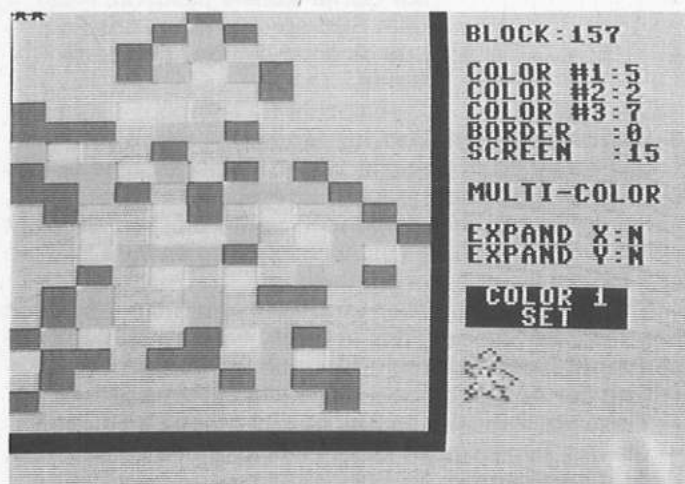 BLOCK:157
COLOR #1:5
COLOR #2:2
COLOR #3:7
BORDER :0
SCREEN :15
MULTI-COLOR
EXPAND X:N
EXPAND Y:N
COLOR 1
SET